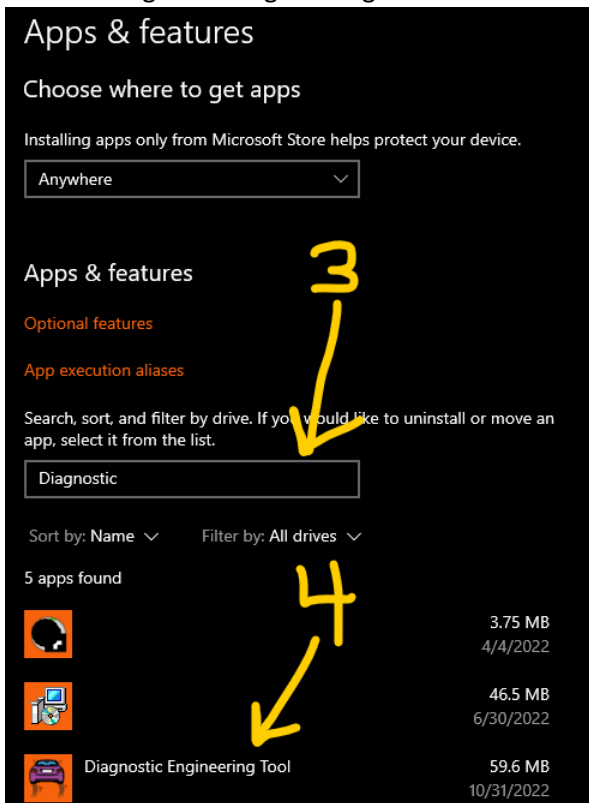 Apps & features
Choose where to get apps
Installing apps only from Microsoft Store helps protect your device.
Anywhere
3
Apps & features
Optional features
App execution aliases
Search, sort, and filter by drive. If you would like to uninstall or move an
app, select it from the list.
Diagnostic
Sort by: Name Filter by: All drives
5 apps found
4
3.75 MB
4/4/2022
46.5 MB
6/30/2022
Diagnostic Engineering Tool 59.6 MB
10/31/2022